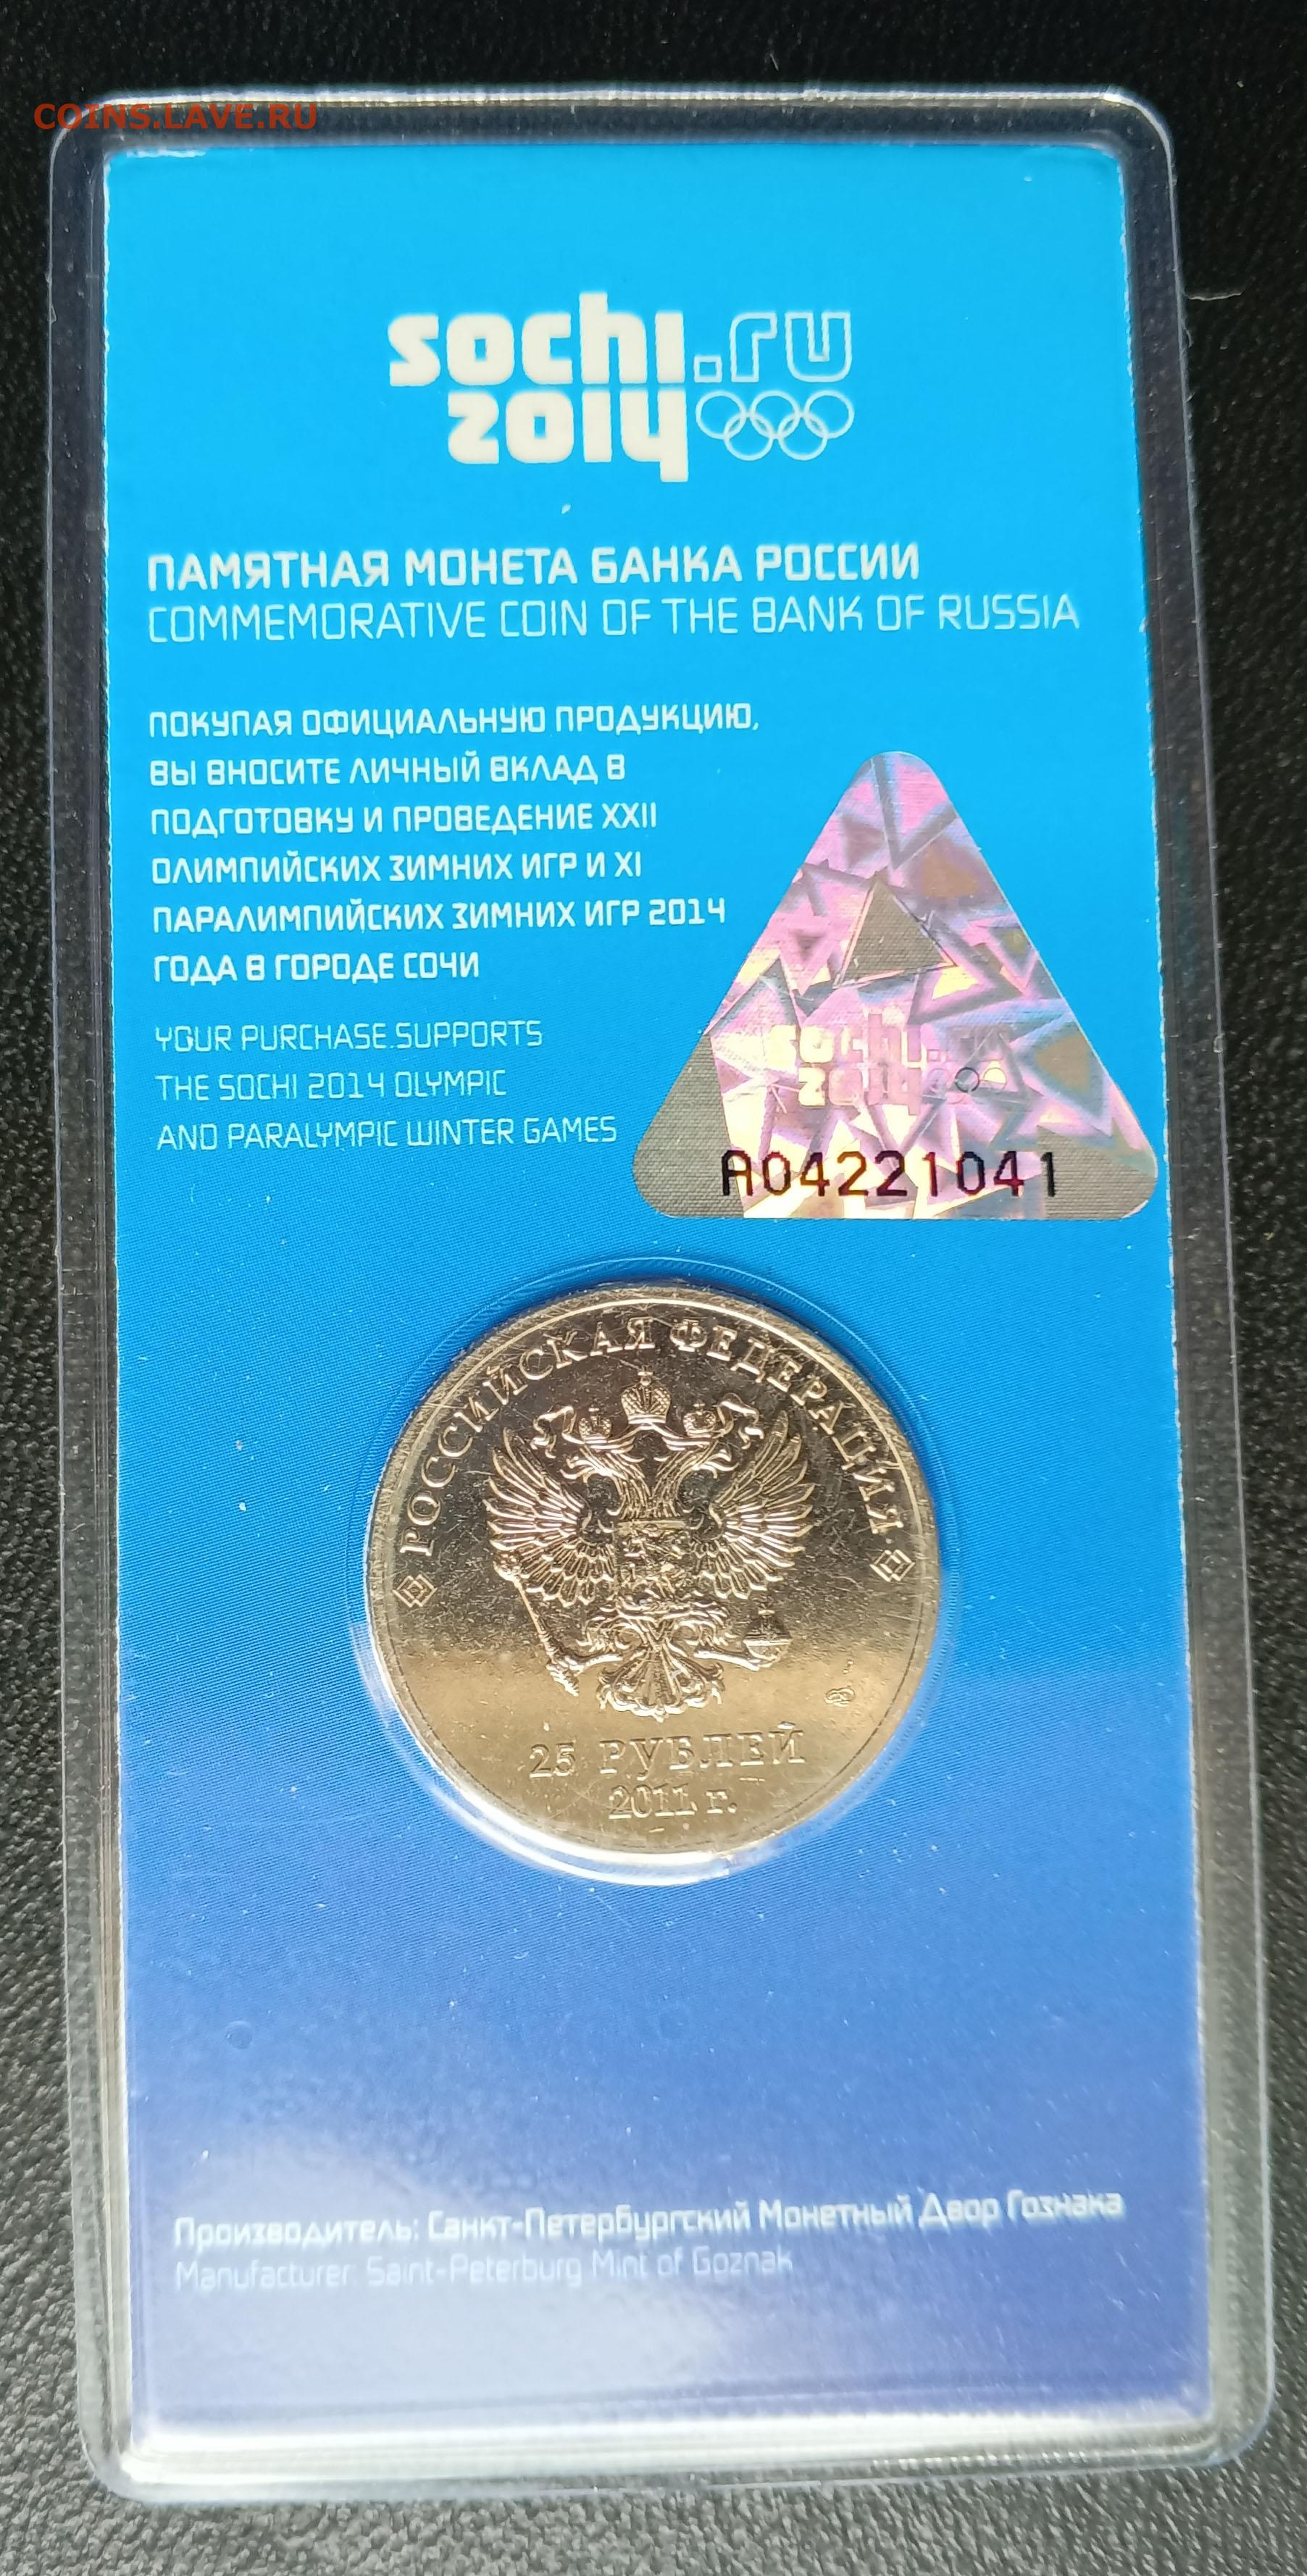 COINS.LAVE.RU
sochi.ru
2014
ПАМЯТНАЯ МОНЕТА БАНКА РОССИИ
COMMEMORATIVE COIN OF THE BANK OF RUSSIA
ПОКУПАЯ ОФИЦИАЛЬНУЮ ПРОДУКЦИЮ,
ВЫ ВНОСИТЕ ЛИЧНЫЙ ВКЛАД В
ПОДГОТОВКУ И ПРОВЕДЕНИЕ XXII
ОЛИМПИЙСКИХ ЗИМНИХ ИГР И XI
ПАРАЛИМПИЙСКИХ ЗИМНИХ ИГР 2014
ГОДА В ГОРОДЕ СОЧИ
YOUR PURCHASE SUPPORTS
THE SOCHI 2014 OLYMPIC
AND PARALYMPIC WINTER GAMES
sochi.ru
2014
A04221041
РОССИЙСКАЯ ФЕДЕРАЦИЯ
25 РУБЛЕЙ
2011 г.
Производитель: Санкт-Петербургский Монетный Двор Гознака
Manufacturer: Saint-Peterburg Mint of Goznak